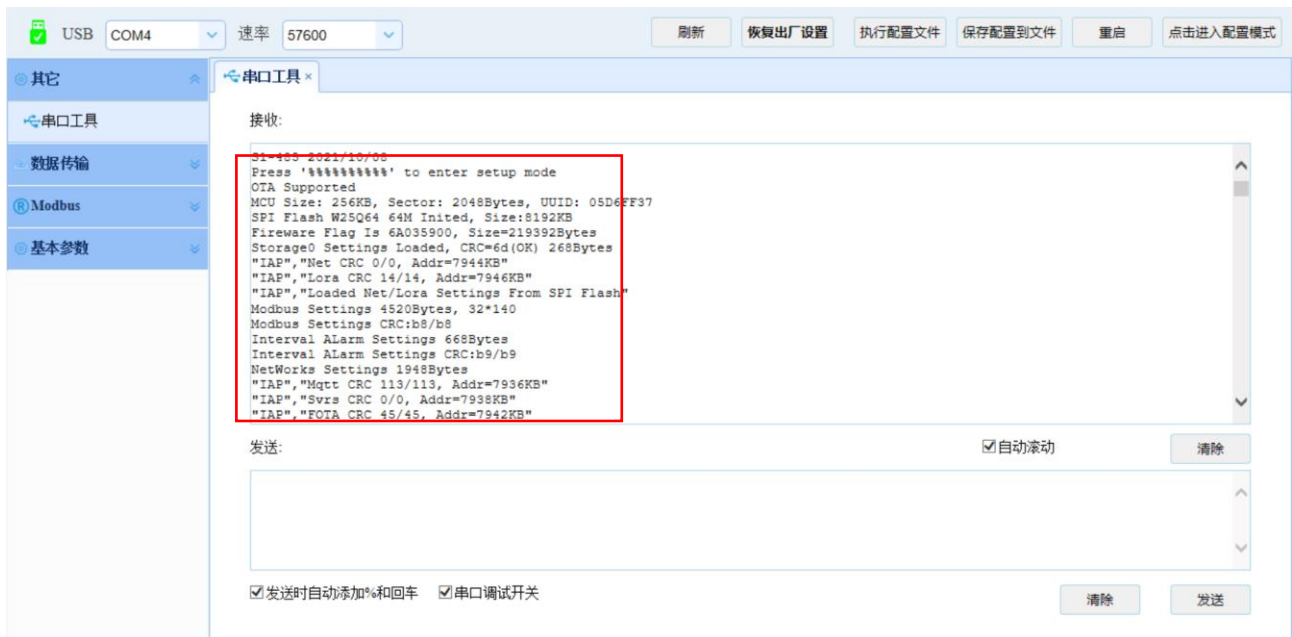 USB COM4 速率 57600 刷新 恢复出厂设置 执行配置文件 保存配置到文件 重启 点击进入配置模式
其它
串口工具
数据传输
Modbus
基本参数
串口工具 ×
接收:
S1-485 2021/10/08
Press '%%%%%%%%%%' to enter setup mode
OTA Supported
MCU Size: 256KB, Sector: 2048Bytes, UUID: 05D6FF37
SPI Flash W25Q64 64M Inited, Size:8192KB
Fireware Flag Is 6A035900, Size=219392Bytes
Storage0 Settings Loaded, CRC=6d(OK) 268Bytes
"IAP","Net CRC 0/0, Addr=7944KB"
"IAP","Lora CRC 14/14, Addr=7946KB"
"IAP","Loaded Net/Lora Settings From SPI Flash"
Modbus Settings 4520Bytes, 32*140
Modbus Settings CRC:b8/b8
Interval ALarm Settings 668Bytes
Interval ALarm Settings CRC:b9/b9
NetWorks Settings 1948Bytes
"IAP","Mqtt CRC 113/113, Addr=7936KB"
"IAP","Svrs CRC 0/0, Addr=7938KB"
"IAP","FOTA CRC 45/45, Addr=7942KB"
发送: 自动滚动 清除
发送时自动添加%和回车 串口调试开关 清除 发送